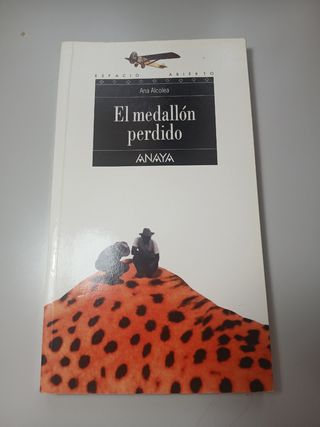 ESPACIO ABIERTO
Ana Alcolea
El medallón
perdido
ANAYA